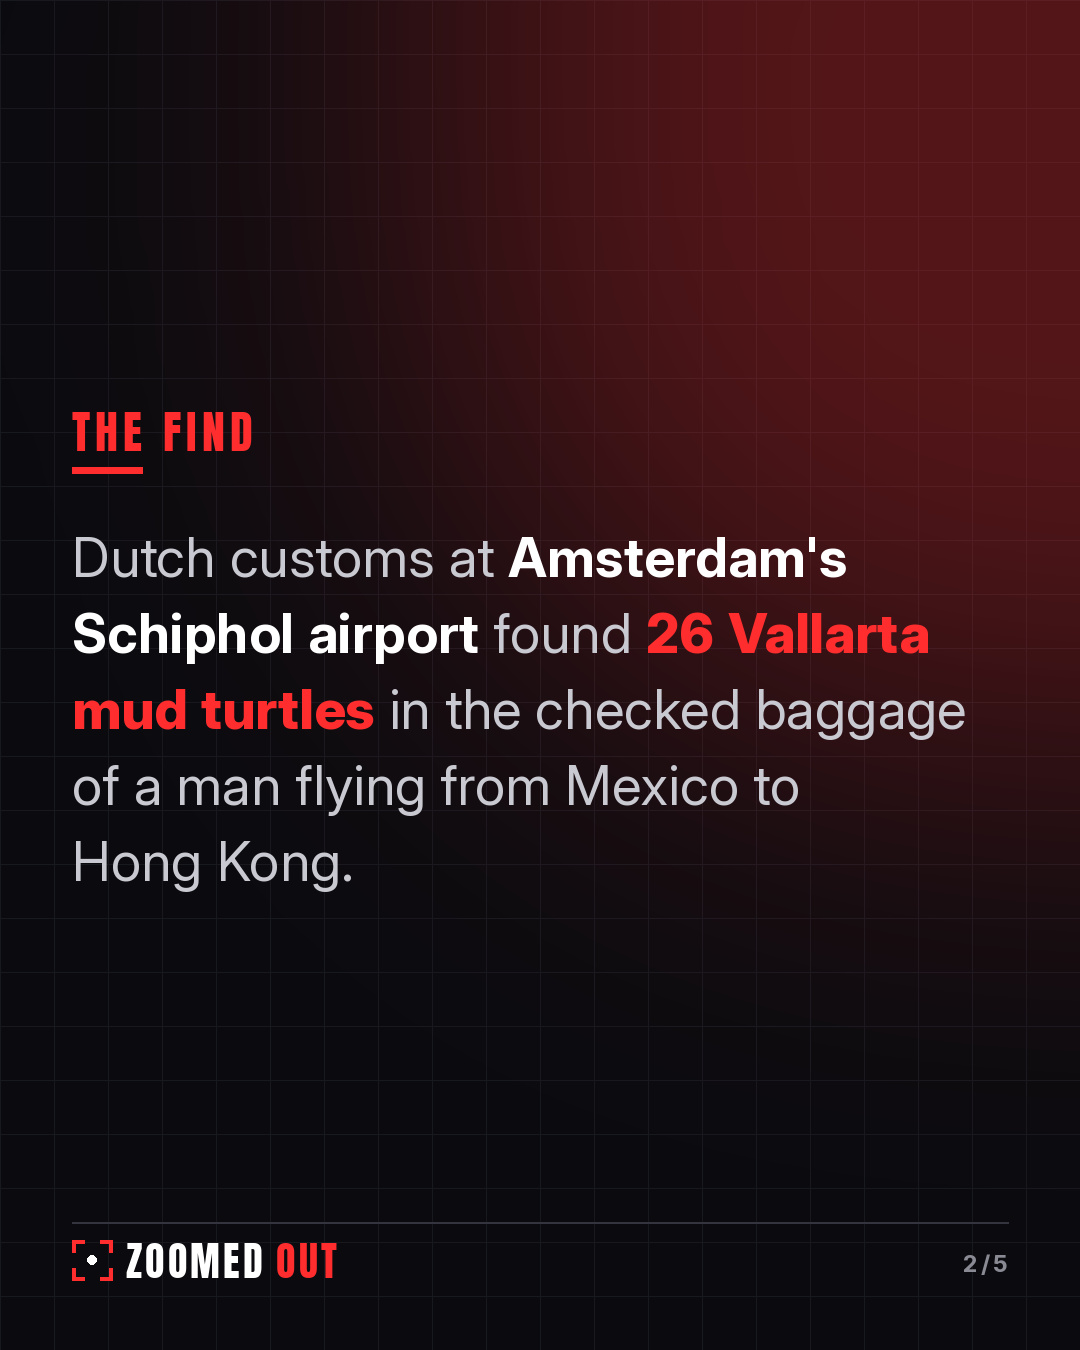 THE FIND
Dutch customs at Amsterdam's
Schiphol airport found 26 Vallarta
mud turtles in the checked baggage
of a man flying from Mexico to
Hong Kong.
ZOOMED OUT
2/5